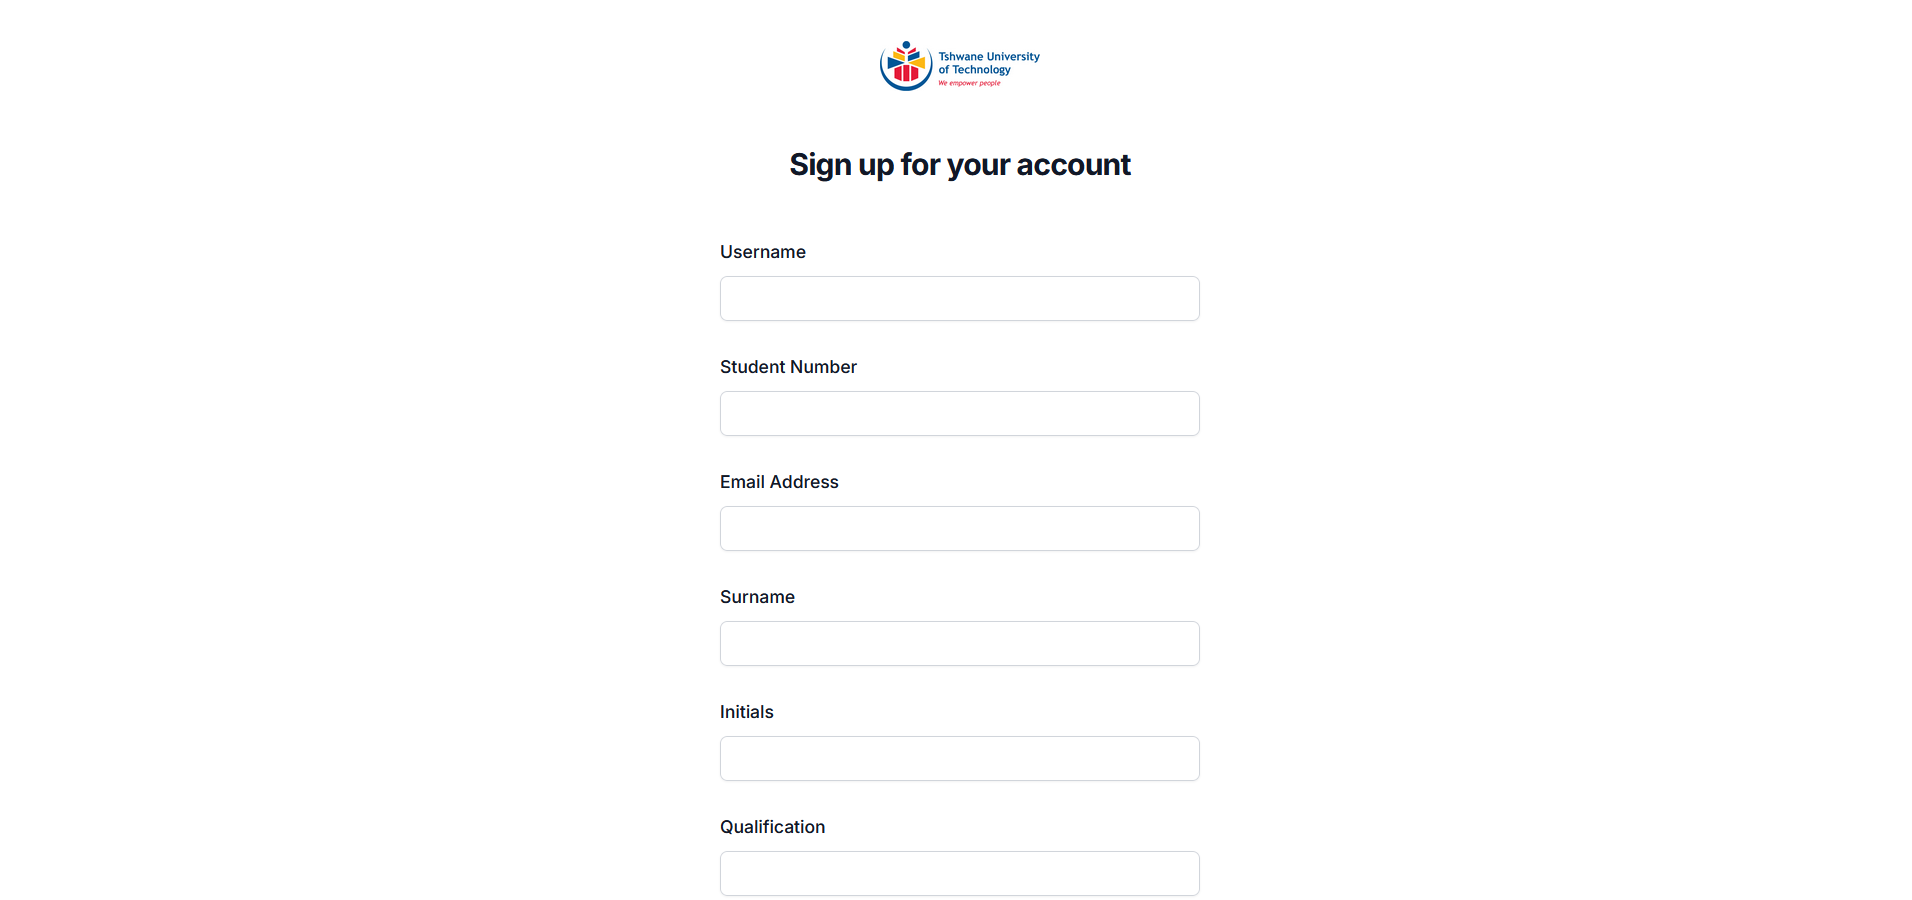 Tshwane University
of Technology
We empower people
Sign up for your account
Username
Student Number
Email Address
Surname
Initials
Qualification